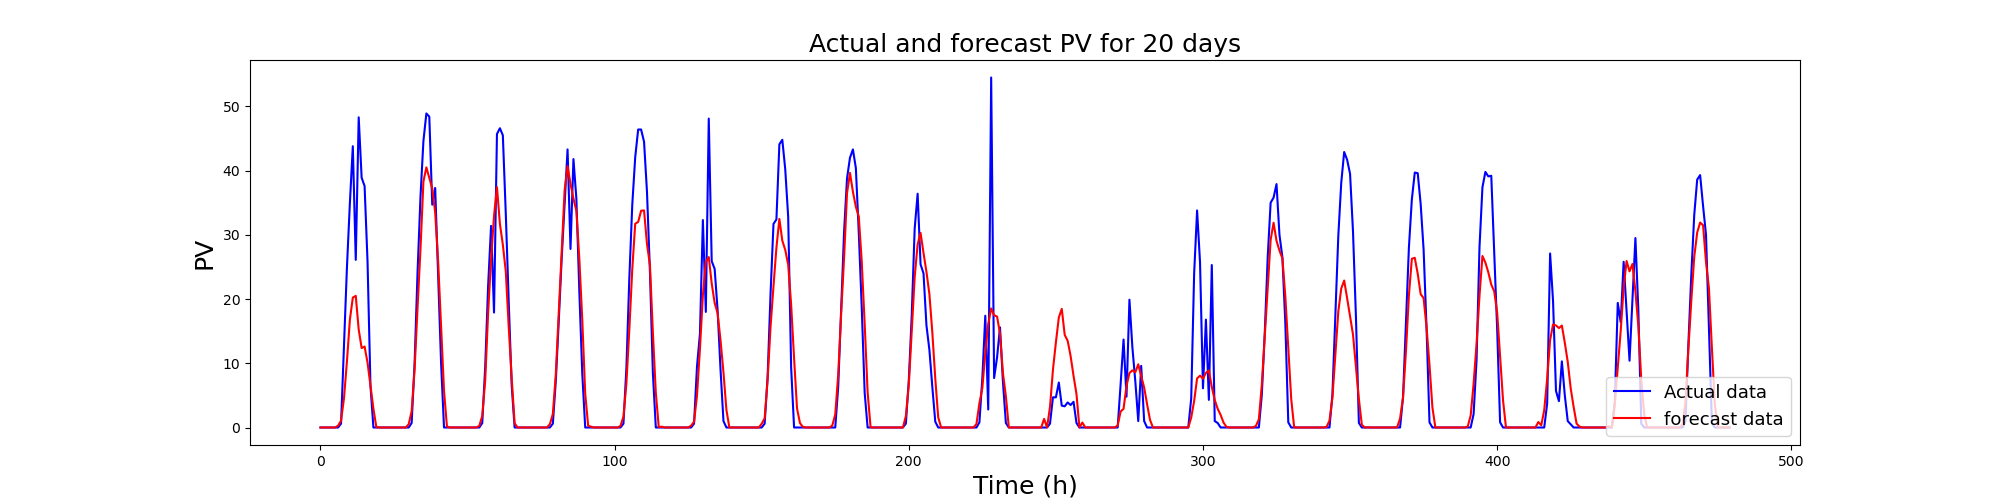 Actual and forecast PV for 20 days
PV
50
40
30
20
10
0
Actual data
forecast data
0 100 200 300 400 500
Time (h)